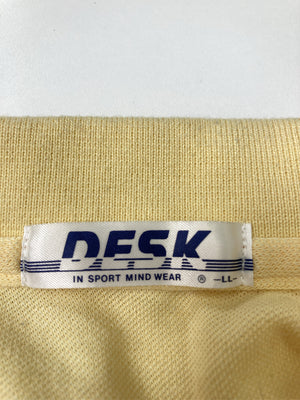 DESK
IN SPORT MIND WEAR ® -LL-